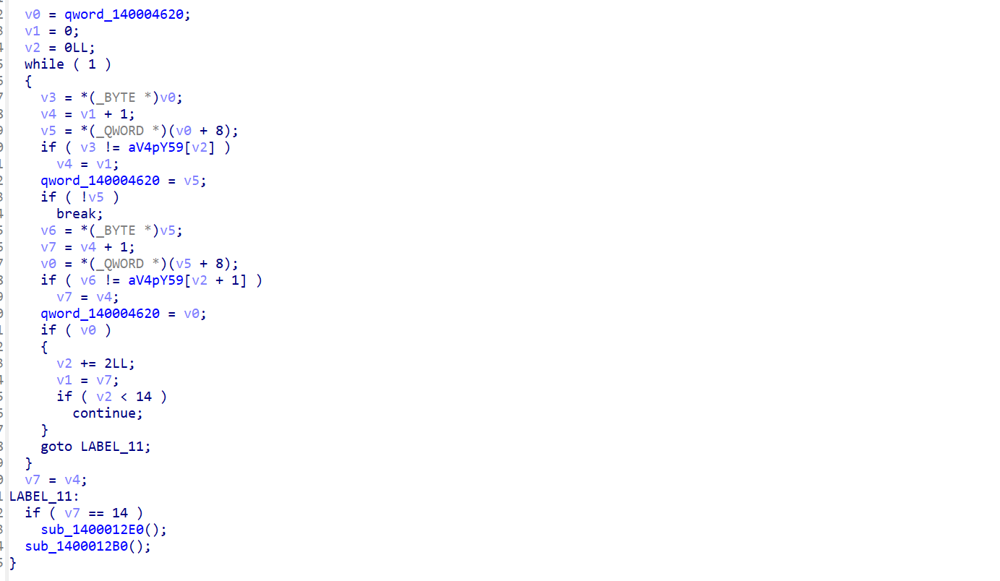 v0 = qword_140004620;
v1 = 0;
v2 = 0LL;
while ( 1 )
{
v3 = *(_BYTE *)v0;
v4 = v1 + 1;
v5 = *(_QWORD *)(v0 + 8);
if ( v3 != aV4pY59[v2] )
v4 = v1;
qword_140004620 = v5;
if ( !v5 )
break;
v6 = *(_BYTE *)v5;
v7 = v4 + 1;
v0 = *(_QWORD *)(v5 + 8);
if ( v6 != aV4pY59[v2 + 1] )
v7 = v4;
qword_140004620 = v0;
if ( v0 )
{
v2 += 2LL;
v1 = v7;
if ( v2 < 14 )
continue;
}
goto LABEL_11;
}
v7 = v4;
LABEL_11:
if ( v7 == 14 )
sub_1400012E0();
sub_1400012B0();
}